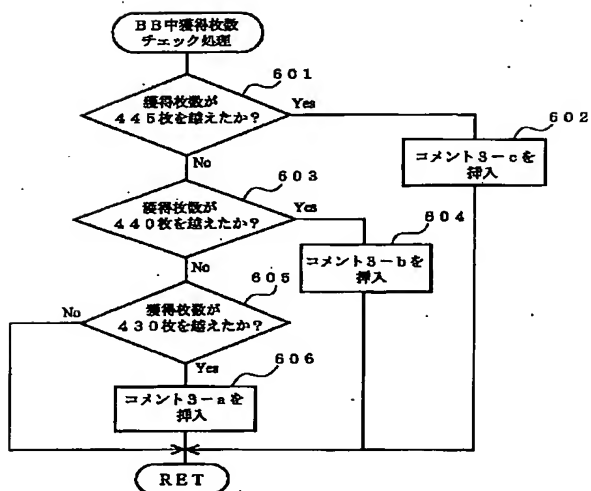 BB中獲得枚数
チェック処理
601
獲得枚数が
445枚を越えたか?
Yes
602
コメント3-cを
挿入
No
603
獲得枚数が
440枚を越えたか?
Yes
604
コメント3-bを
挿入
No
605
獲得枚数が
430枚を越えたか?
No
Yes
606
コメント3-aを
挿入
RET